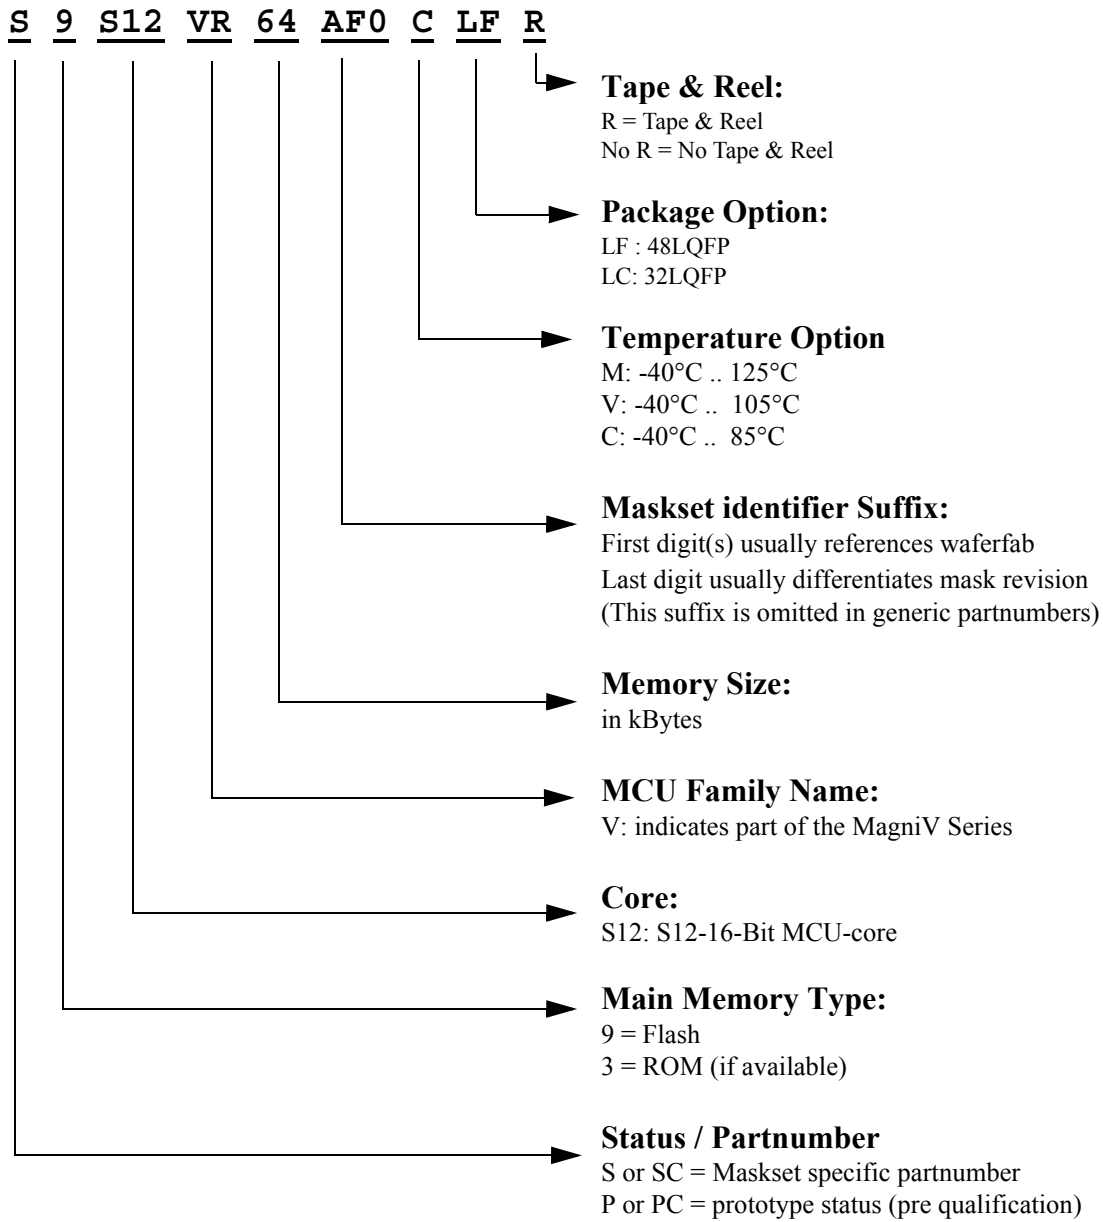 S 9 S12 VR 64 AF0 C LF R
Tape & Reel:
R = Tape & Reel
No R = No Tape & Reel
Package Option:
LF : 48LQFP
LC: 32LQFP
Temperature Option
M: -40°C .. 125°C
V: -40°C .. 105°C
C: -40°C .. 85°C
Maskset identifier Suffix:
First digit(s) usually references waferfab
Last digit usually differentiates mask revision
(This suffix is omitted in generic partnumbers)
Memory Size:
in kBytes
MCU Family Name:
V: indicates part of the MagniV Series
Core:
S12: S12-16-Bit MCU-core
Main Memory Type:
9 = Flash
3 = ROM (if available)
Status / Partnumber
S or SC = Maskset specific partnumber
P or PC = prototype status (pre qualification)